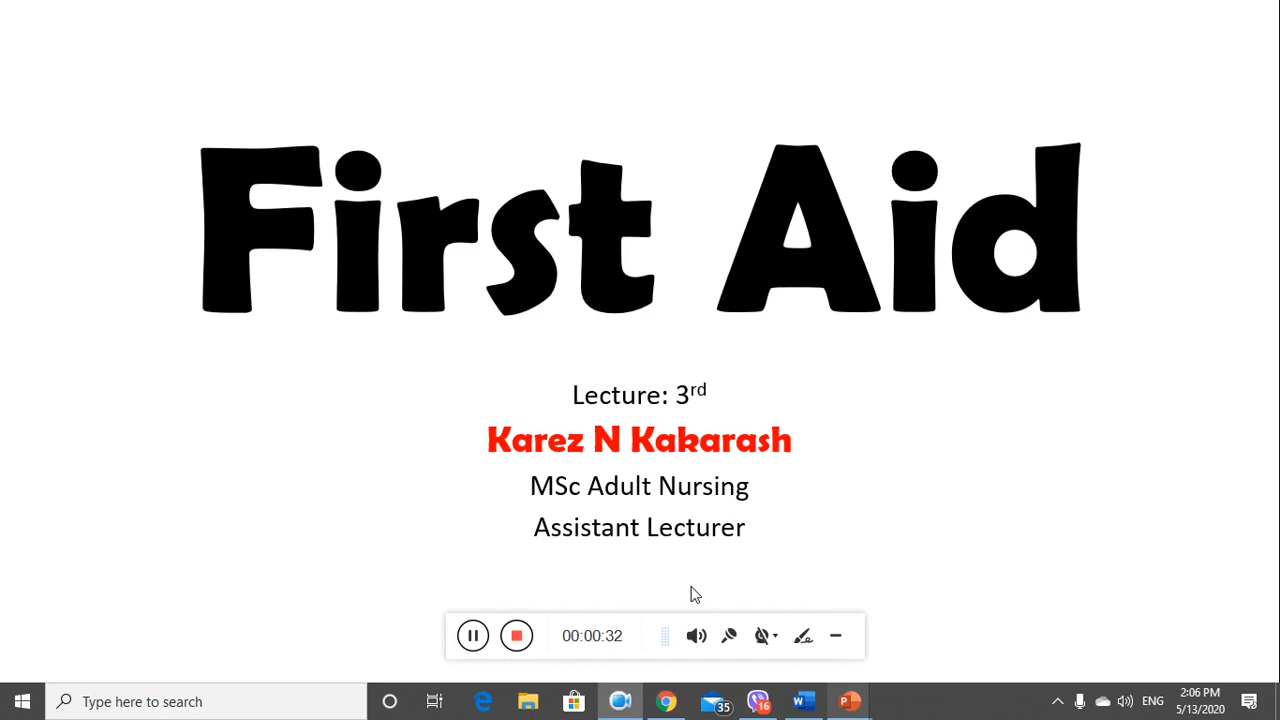 First Aid
Lecture: 3rd
Karez N Kakarash
MSc Adult Nursing
Assistant Lecturer
00:00:32
Type here to search
35
16
ENG
2:06 PM
5/13/2020